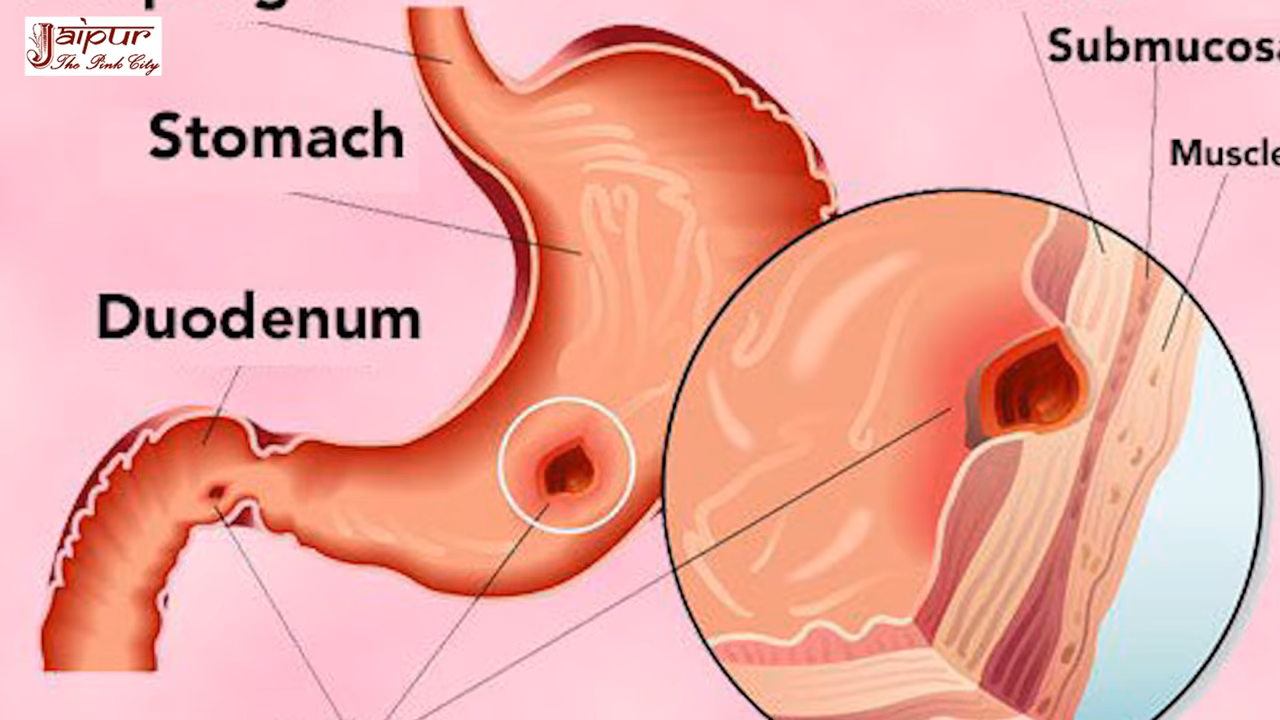 Jaipur
The Pink City
Stomach
Duodenum
Submucosa
Muscle